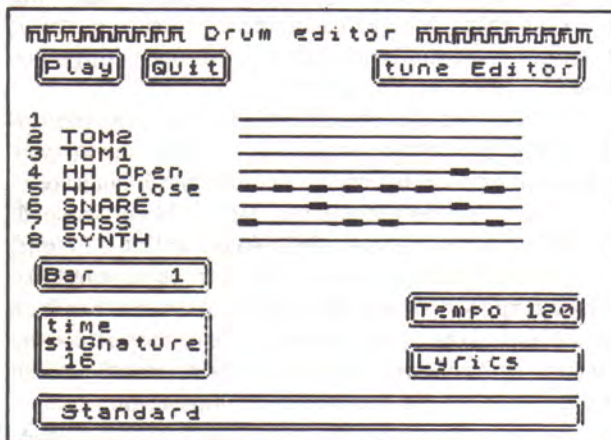 Drum editor
Play QUit tune Editor
1
2 TOM2
3 TOM1
4 HH Open
5 HH Close
6 SNARE
7 BASS
8 SYNTH
Bar 1
Tempo 120
time
siGnature
16
Lyrics
Standard